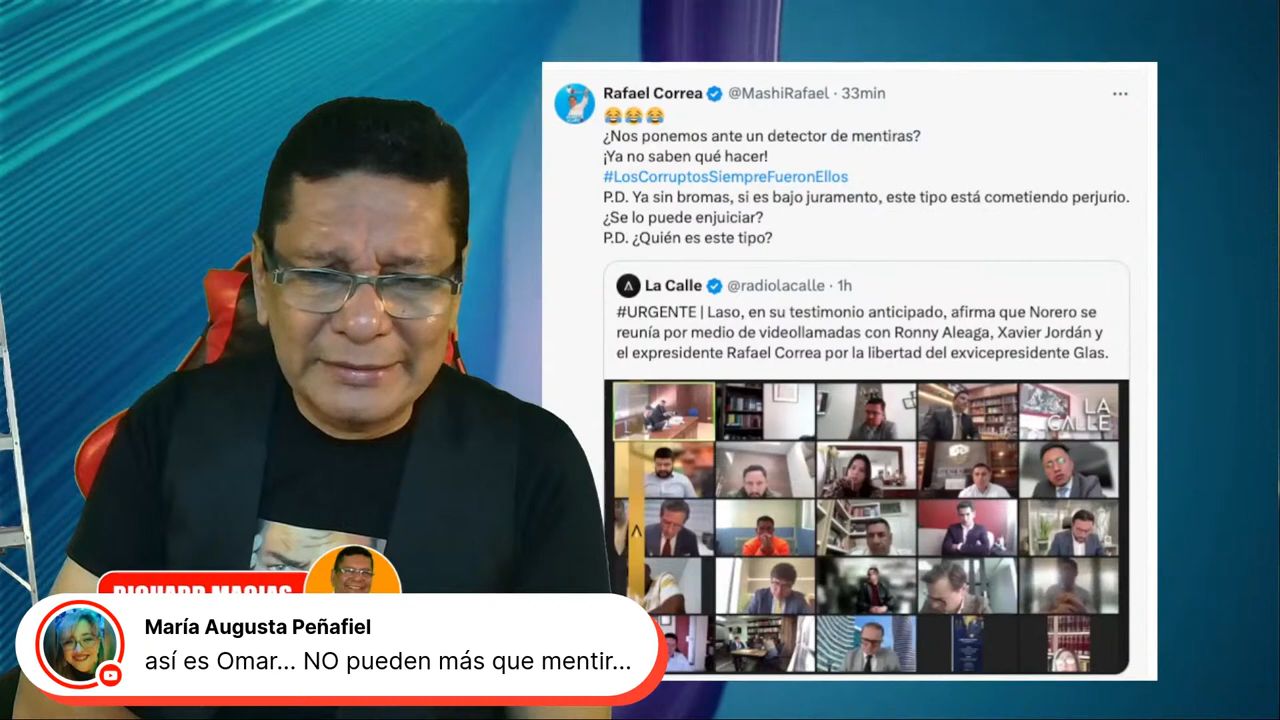 Rafael Correa @MashiRafael · 33min
😂😂😂
¿Nos ponemos ante un detector de mentiras?
¡Ya no saben qué hacer!
#LosCorruptosSiempreFueronEllos
P.D. Ya sin bromas, si es bajo juramento, este tipo está cometiendo perjurio.
¿Se lo puede enjuiciar?
P.D. ¿Quién es este tipo?
La Calle @radiolacalle · 1h
#URGENTE | Laso, en su testimonio anticipado, afirma que Norero se
reunía por medio de videollamadas con Ronny Aleaga, Xavier Jordán y
el expresidente Rafael Correa por la libertad del exvicepresidente Glas.
LA
CALLE
RICHARD MACIAS
María Augusta Peñafiel
así es Omar... NO pueden más que mentir...